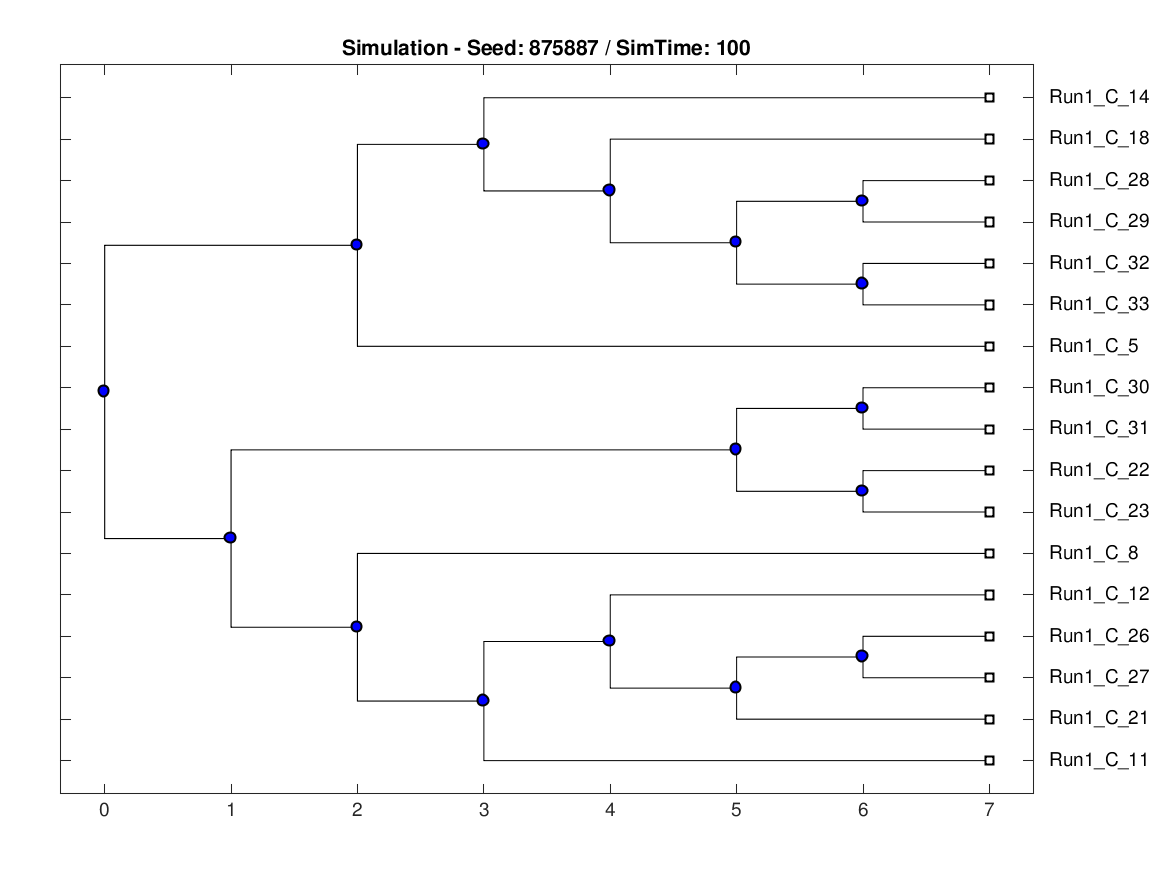 Simulation - Seed: 875887 / SimTime: 100
Run1_C_14
Run1_C_18
Run1_C_28
Run1_C_29
Run1_C_32
Run1_C_33
Run1_C_5
Run1_C_30
Run1_C_31
Run1_C_22
Run1_C_23
Run1_C_8
Run1_C_12
Run1_C_26
Run1_C_27
Run1_C_21
Run1_C_11
0 1 2 3 4 5 6 7